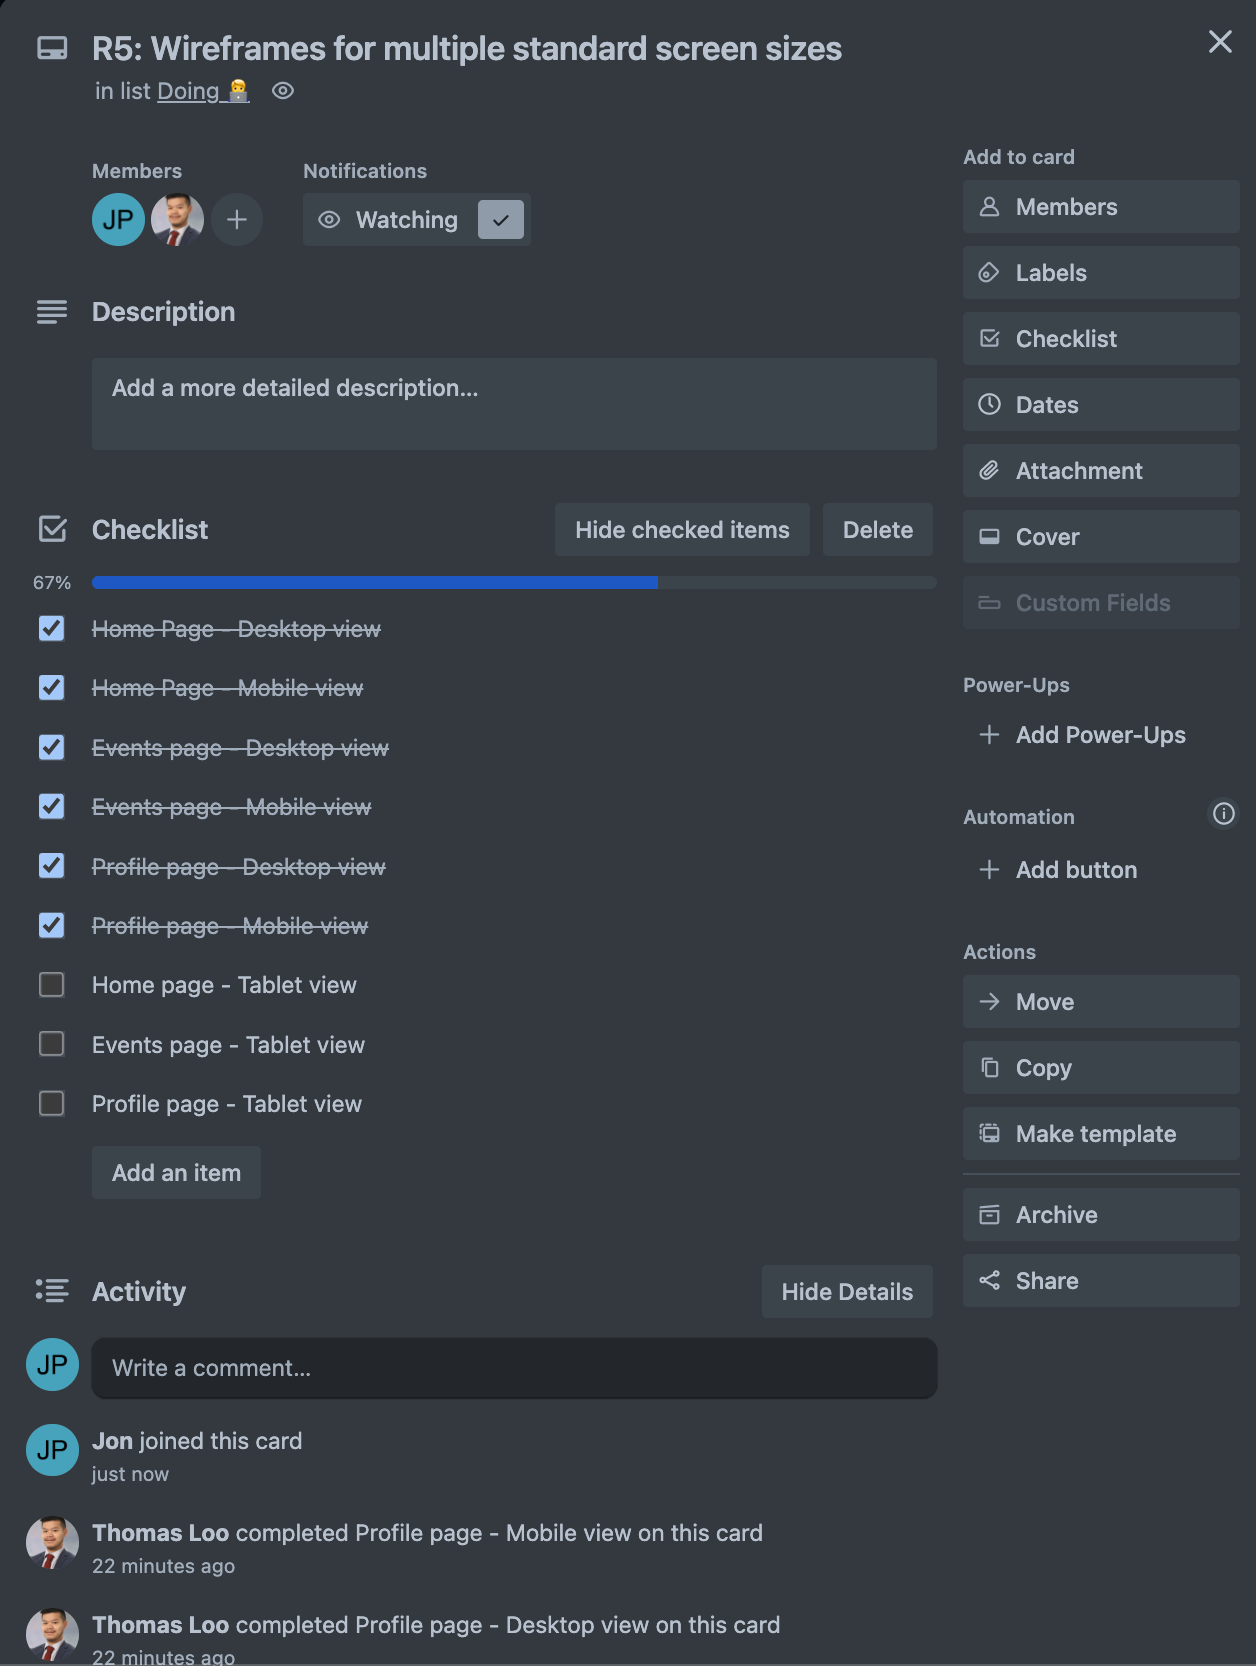 R5: Wireframes for multiple standard screen sizes
in list Doing 👨‍💻
Members
Notifications
JP
Watching
Description
Add a more detailed description...
Checklist
Hide checked items
Delete
67%
Home Page - Desktop view
Home Page - Mobile view
Events page - Desktop view
Events page - Mobile view
Profile page - Desktop view
Profile page - Mobile view
Home page - Tablet view
Events page - Tablet view
Profile page - Tablet view
Add an item
Activity
Hide Details
JP
Write a comment...
JP
Jon joined this card
just now
Thomas Loo completed Profile page - Mobile view on this card
22 minutes ago
Thomas Loo completed Profile page - Desktop view on this card
22 minutes ago
Add to card
Members
Labels
Checklist
Dates
Attachment
Cover
Custom Fields
Power-Ups
Add Power-Ups
Automation
Add button
Actions
Move
Copy
Make template
Archive
Share